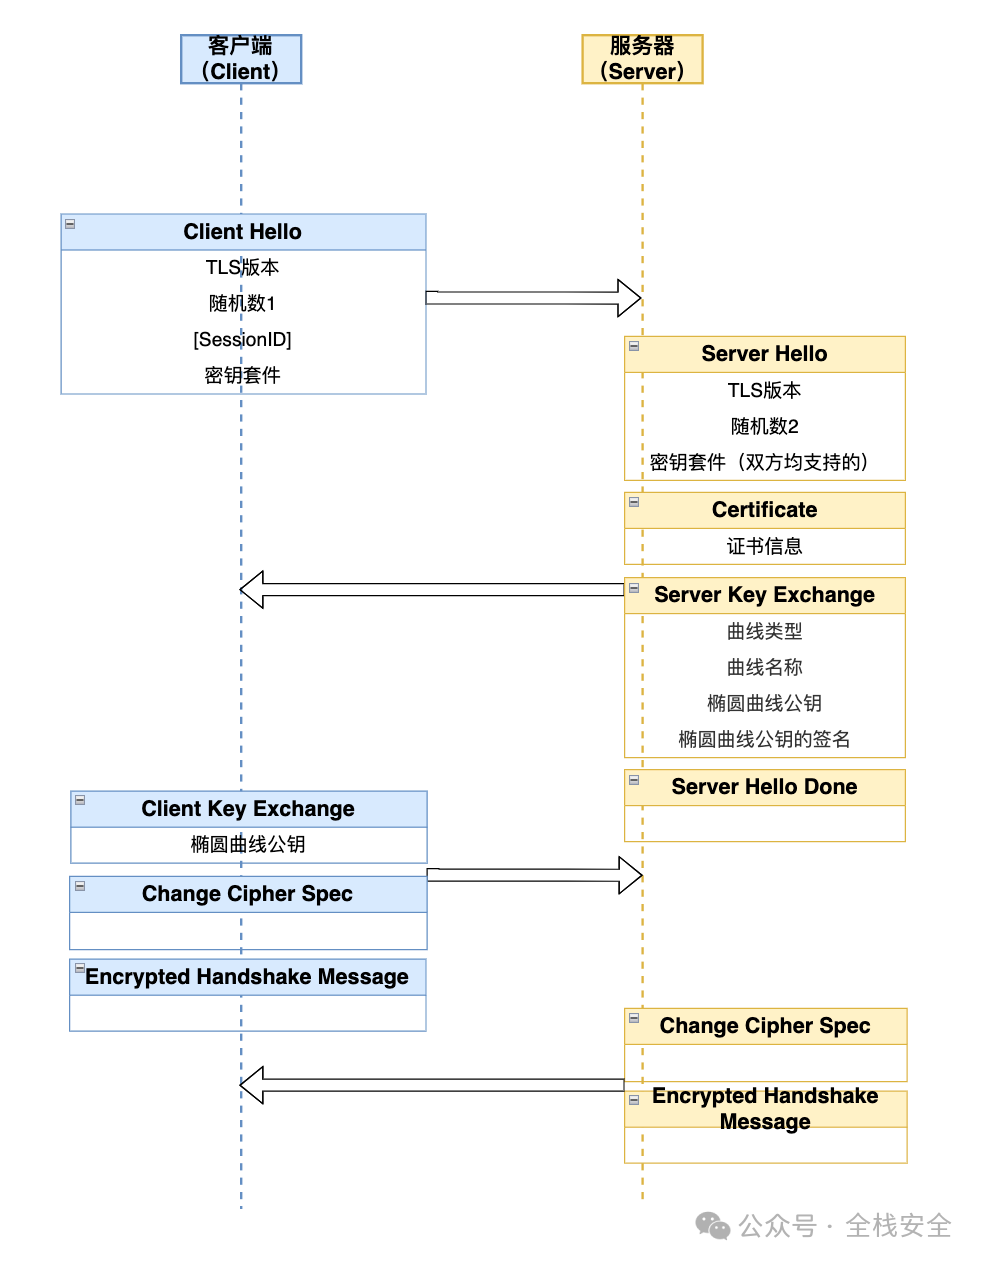 客户端
（Client）
服务器
（Server）
Client Hello
TLS版本
随机数1
[SessionID]
密钥套件
Server Hello
TLS版本
随机数2
密钥套件（双方均支持的）
Certificate
证书信息
Server Key Exchange
曲线类型
曲线名称
椭圆曲线公钥
椭圆曲线公钥的签名
Server Hello Done
Client Key Exchange
椭圆曲线公钥
Change Cipher Spec
Encrypted Handshake Message
Change Cipher Spec
Encrypted Handshake
Message
公众号 · 全栈安全